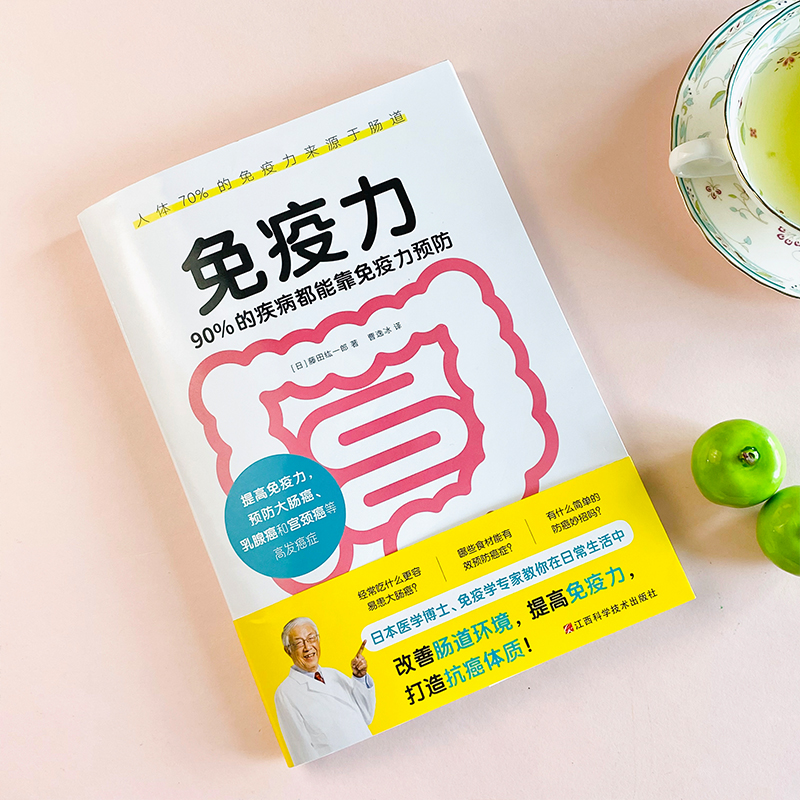 人体70%的免疫力来源于肠道
免疫力
90%的疾病都能靠免疫力预防
[日]藤田纮一郎 著 曹逸冰 译
提高免疫力，
预防大肠癌、
乳腺癌和宫颈癌等
高发癌症
经常吃什么更容
易患大肠癌？
哪些食材能有
效预防癌症？
有什么简单的
防癌妙招吗？
日本医学博士、免疫学专家教你在日常生活中
改善肠道环境，提高免疫力，
打造抗癌体质！
江西科学技术出版社